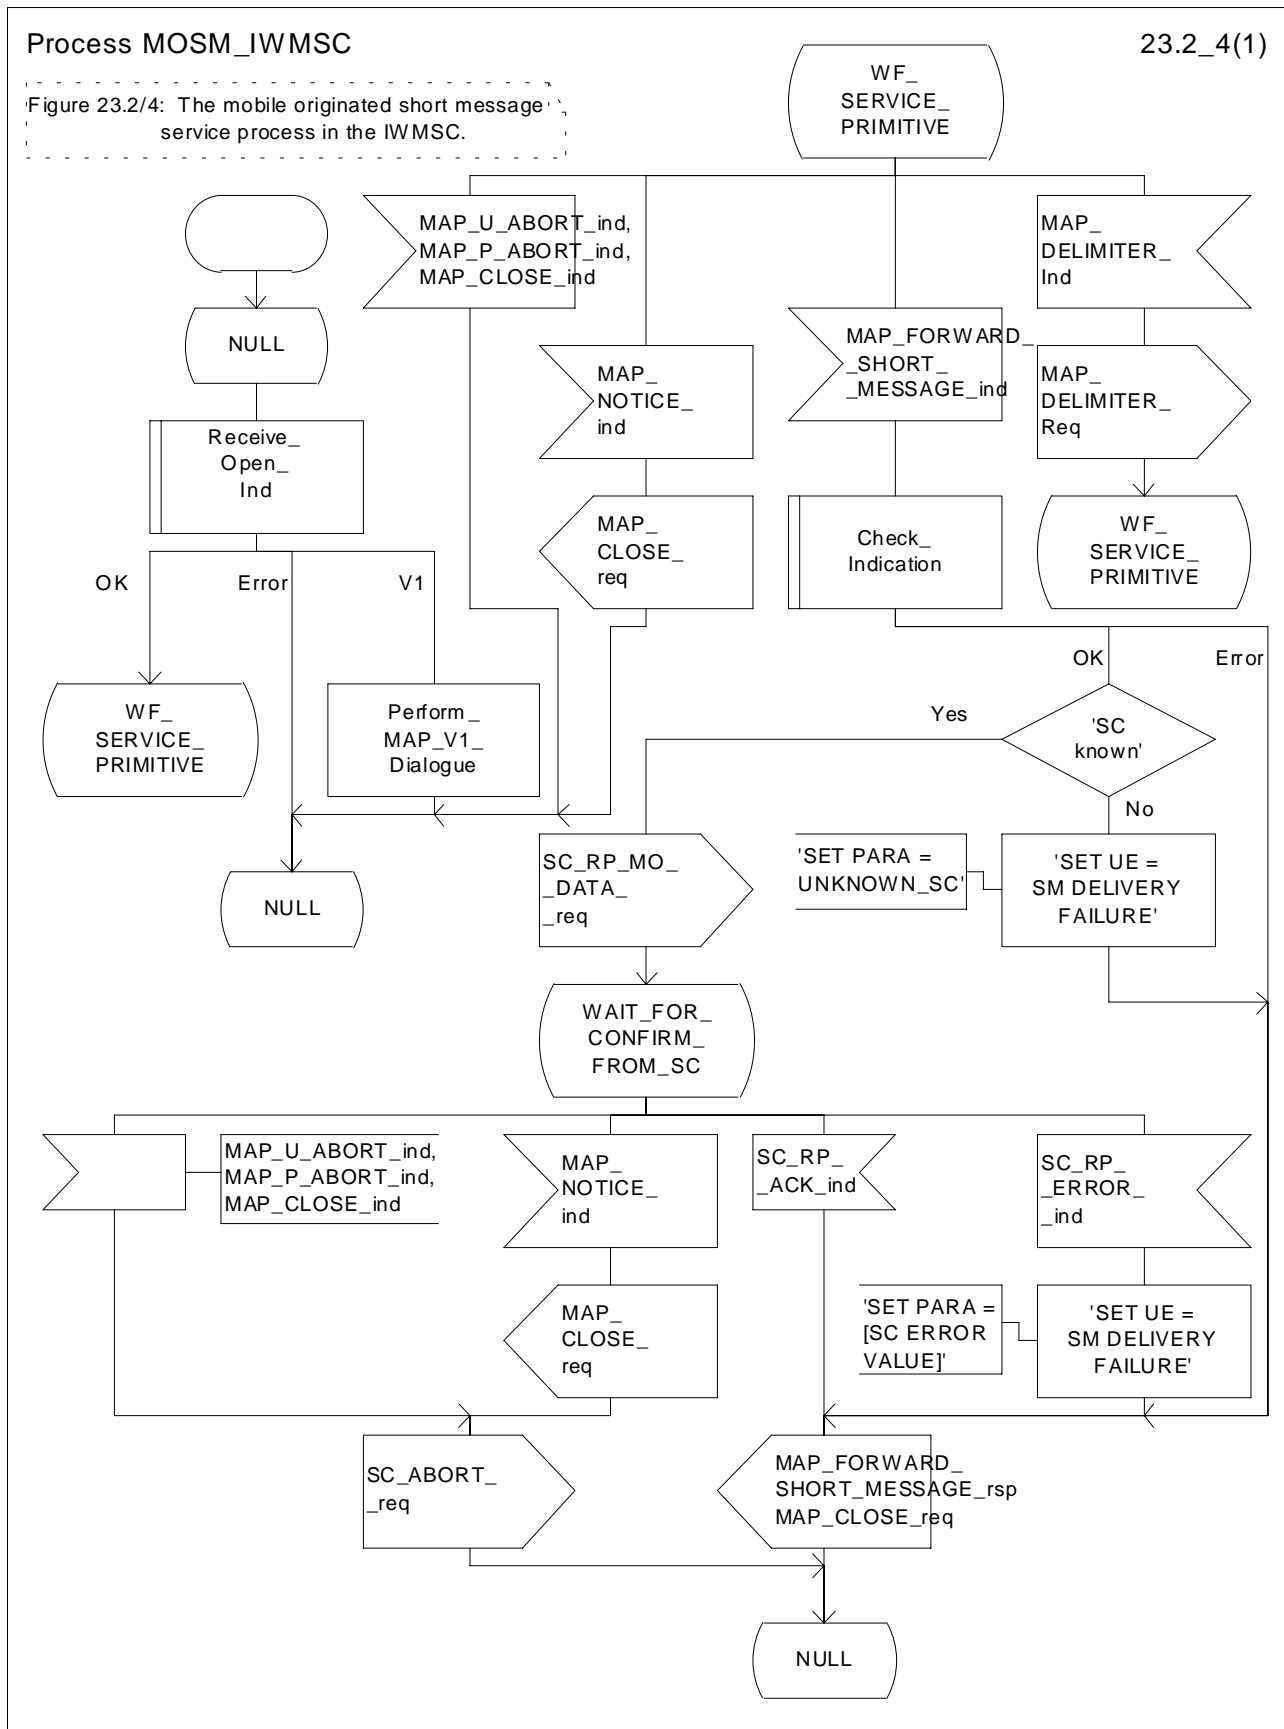 Process MOSM_IWMSC
23.2_4(1)
Figure 23.2/4: The mobile originated short message
service process in the IWMSC.
WF_
SERVICE_
PRIMITIVE
MAP_U_ABORT_ind,
MAP_P_ABORT_ind,
MAP_CLOSE_ind
MAP_
DELIMITER_
Ind
NULL
MAP_
NOTICE_
ind
MAP_FORWARD_
_SHORT_
_MESSAGE_ind
MAP_
DELIMITER_
Req
Receive_
Open_
Ind
MAP_
CLOSE_
req
Check_
Indication
WF_
SERVICE_
PRIMITIVE
OK
Error
V1
OK
Error
WF_
SERVICE_
PRIMITIVE
Perform_
MAP_V1_
Dialogue
Yes
'SC
known'
No
NULL
SC_RP_MO_
_DATA_
_req
'SET PARA =
UNKNOWN_SC'
'SET UE =
SM DELIVERY
FAILURE'
WAIT_FOR_
CONFIRM_
FROM_SC
MAP_U_ABORT_ind,
MAP_P_ABORT_ind,
MAP_CLOSE_ind
MAP_
NOTICE_
ind
SC_RP_
_ACK_ind
SC_RP_
_ERROR_
_ind
MAP_
CLOSE_
req
'SET PARA =
[SC ERROR
VALUE]'
'SET UE =
SM DELIVERY
FAILURE'
SC_ABORT_
_req
MAP_FORWARD_
SHORT_MESSAGE_rsp
MAP_CLOSE_req
NULL